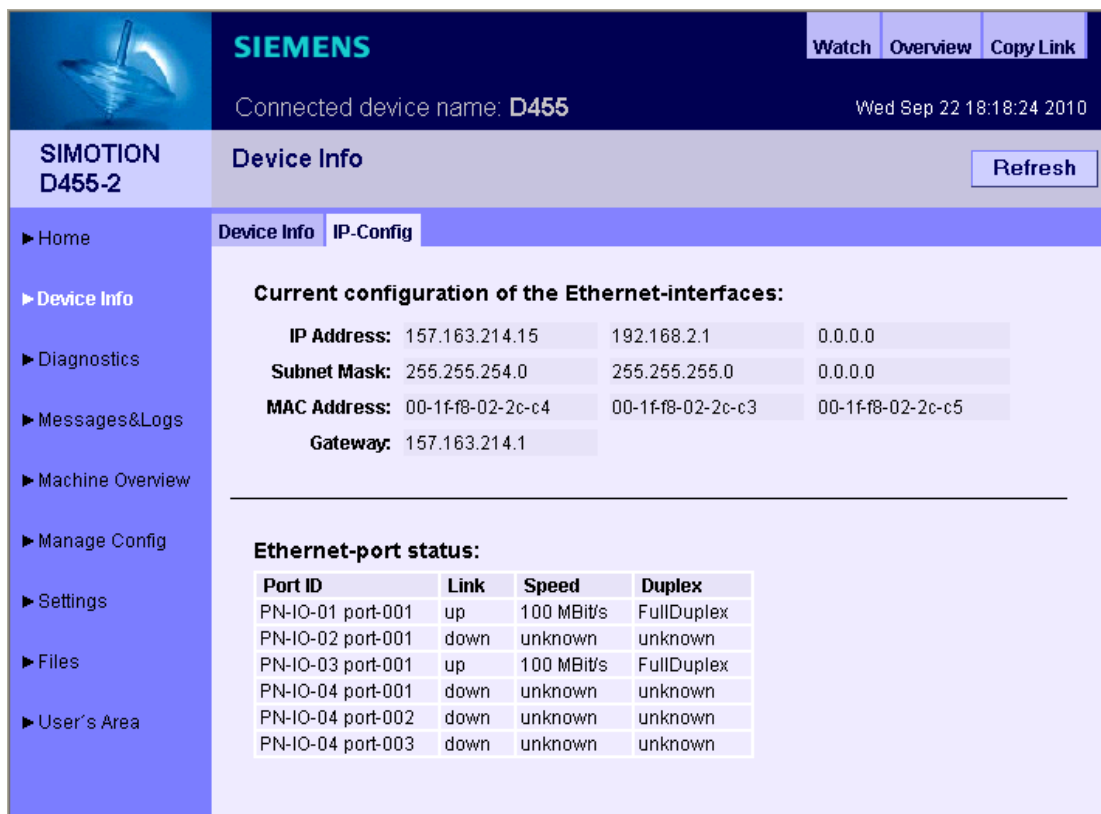 SIEMENS
Watch Overview Copy Link
Connected device name: D455
Wed Sep 22 18:18:24 2010
SIMOTION
D455-2
Device Info
Refresh
Home
Device Info
Diagnostics
Messages&Logs
Machine Overview
Manage Config
Settings
Files
User´s Area
Device Info IP-Config
Current configuration of the Ethernet-interfaces:
IP Address: 157.163.214.15 192.168.2.1 0.0.0.0
Subnet Mask: 255.255.254.0 255.255.255.0 0.0.0.0
MAC Address: 00-1f-f8-02-2c-c4 00-1f-f8-02-2c-c3 00-1f-f8-02-2c-c5
Gateway: 157.163.214.1
Ethernet-port status:
Port ID Link Speed Duplex
PN-IO-01 port-001 up 100 MBit/s FullDuplex
PN-IO-02 port-001 down unknown unknown
PN-IO-03 port-001 up 100 MBit/s FullDuplex
PN-IO-04 port-001 down unknown unknown
PN-IO-04 port-002 down unknown unknown
PN-IO-04 port-003 down unknown unknown